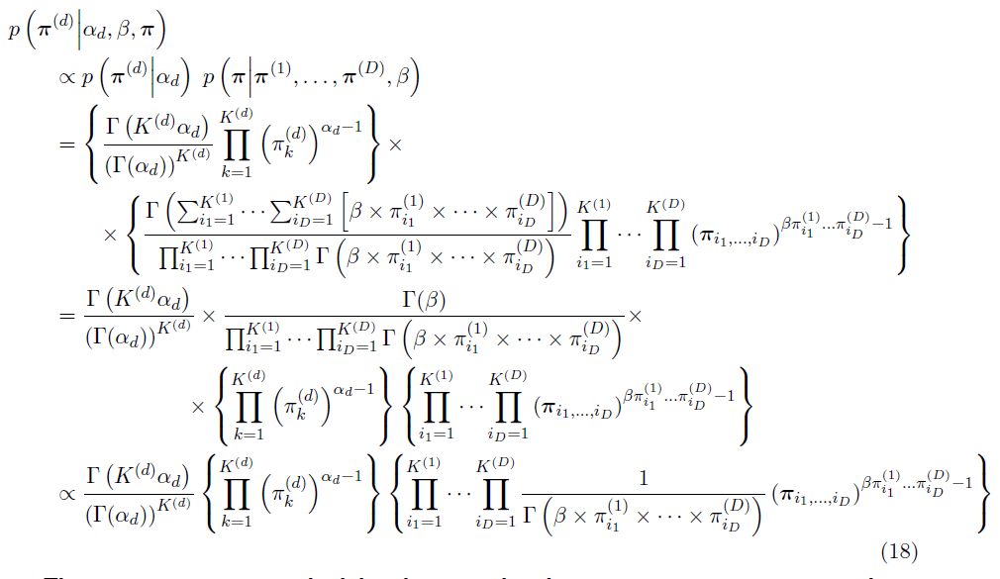 p\left(\boldsymbol{\pi}^{(d)} \middle| \alpha_d, \beta, \boldsymbol{\pi}\right)
\propto p\left(\boldsymbol{\pi}^{(d)} \middle| \alpha_d\right) \; p\left(\boldsymbol{\pi} \middle| \boldsymbol{\pi}^{(1)}, \ldots, \boldsymbol{\pi}^{(D)}, \beta\right)
= \left\{ \frac{\Gamma\left(K^{(d)} \alpha_d\right)}{\left(\Gamma(\alpha_d)\right)^{K^{(d)}}} \prod_{k=1}^{K^{(d)}} \left(\pi_k^{(d)}\right)^{\alpha_d - 1} \right\} \times
\times \left\{ \frac{\Gamma\left(\sum_{i_1=1}^{K^{(1)}} \cdots \sum_{i_D=1}^{K^{(D)}} \left[\beta \times \pi_{i_1}^{(1)} \times \cdots \times \pi_{i_D}^{(D)}\right]\right)}{\prod_{i_1=1}^{K^{(1)}} \cdots \prod_{i_D=1}^{K^{(D)}} \Gamma\left(\beta \times \pi_{i_1}^{(1)} \times \cdots \times \pi_{i_D}^{(D)}\right)} \prod_{i_1=1}^{K^{(1)}} \cdots \prod_{i_D=1}^{K^{(D)}} \left(\boldsymbol{\pi}_{i_1,\ldots,i_D}\right)^{\beta \pi_{i_1}^{(1)} \ldots \pi_{i_D}^{(D)} - 1} \right\}
= \frac{\Gamma\left(K^{(d)} \alpha_d\right)}{\left(\Gamma(\alpha_d)\right)^{K^{(d)}}} \times \frac{\Gamma(\beta)}{\prod_{i_1=1}^{K^{(1)}} \cdots \prod_{i_D=1}^{K^{(D)}} \Gamma\left(\beta \times \pi_{i_1}^{(1)} \times \cdots \times \pi_{i_D}^{(D)}\right)} \times
\times \left\{ \prod_{k=1}^{K^{(d)}} \left(\pi_k^{(d)}\right)^{\alpha_d - 1} \right\} \left\{ \prod_{i_1=1}^{K^{(1)}} \cdots \prod_{i_D=1}^{K^{(D)}} \left(\boldsymbol{\pi}_{i_1,\ldots,i_D}\right)^{\beta \pi_{i_1}^{(1)} \ldots \pi_{i_D}^{(D)} - 1} \right\}
\propto \frac{\Gamma\left(K^{(d)} \alpha_d\right)}{\left(\Gamma(\alpha_d)\right)^{K^{(d)}}} \left\{ \prod_{k=1}^{K^{(d)}} \left(\pi_k^{(d)}\right)^{\alpha_d - 1} \right\} \left\{ \prod_{i_1=1}^{K^{(1)}} \cdots \prod_{i_D=1}^{K^{(D)}} \frac{1}{\Gamma\left(\beta \times \pi_{i_1}^{(1)} \times \cdots \times \pi_{i_D}^{(D)}\right)} \left(\boldsymbol{\pi}_{i_1,\ldots,i_D}\right)^{\beta \pi_{i_1}^{(1)} \ldots \pi_{i_D}^{(D)} - 1} \right\}
(18)